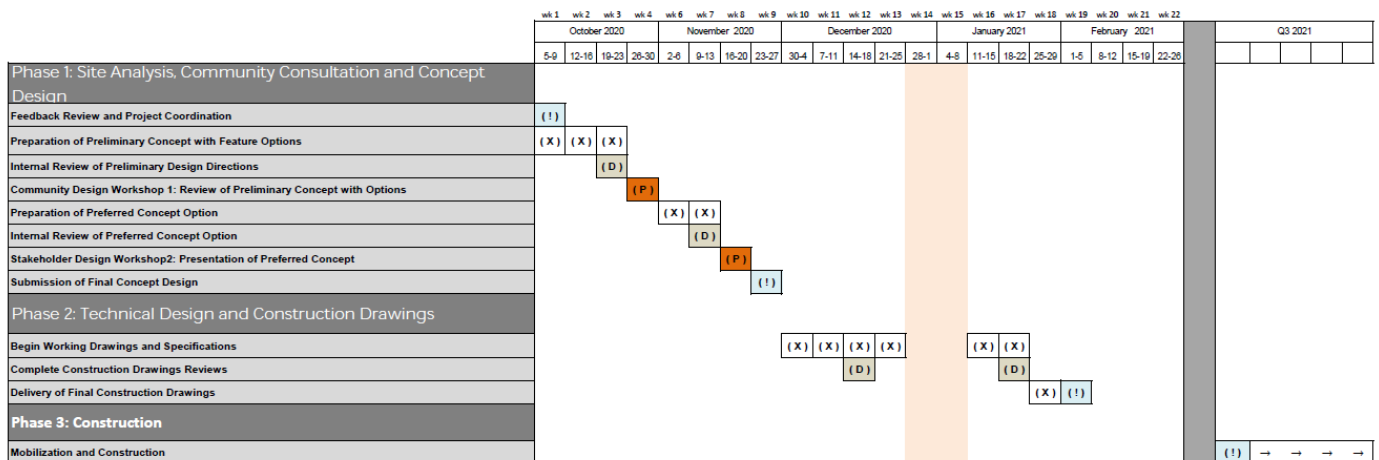 wk 1 wk 2 wk 3 wk 4 wk 6 wk 7 wk 8 wk 9 wk 10 wk 11 wk 12 wk 13 wk 14 wk 15 wk 16 wk 17 wk 18 wk 19 wk 20 wk 21 wk 22
October 2020 November 2020 December 2020 January 2021 February 2021 Q3 2021
5-9 12-16 19-23 26-30 2-6 9-13 16-20 23-27 30-4 7-11 14-18 21-25 28-1 4-8 11-15 18-22 25-29 1-5 8-12 15-19 22-26
Phase 1: Site Analysis, Community Consultation and Concept
Design
Feedback Review and Project Coordination ( ! )
Preparation of Preliminary Concept with Feature Options ( X ) ( X ) ( X )
Internal Review of Preliminary Design Directions ( D )
Community Design Workshop 1: Review of Preliminary Concept with Options ( P )
Preparation of Preferred Concept Option ( X ) ( X )
Internal Review of Preferred Concept Option ( D )
Stakeholder Design Workshop2: Presentation of Preferred Concept ( P )
Submission of Final Concept Design ( ! )
Phase 2: Technical Design and Construction Drawings
Begin Working Drawings and Specifications ( X ) ( X ) ( X ) ( X ) ( X ) ( X )
Complete Construction Drawings Reviews ( D ) ( D )
Delivery of Final Construction Drawings ( X ) ( ! )
Phase 3: Construction
Mobilization and Construction ( ! ) → → → →